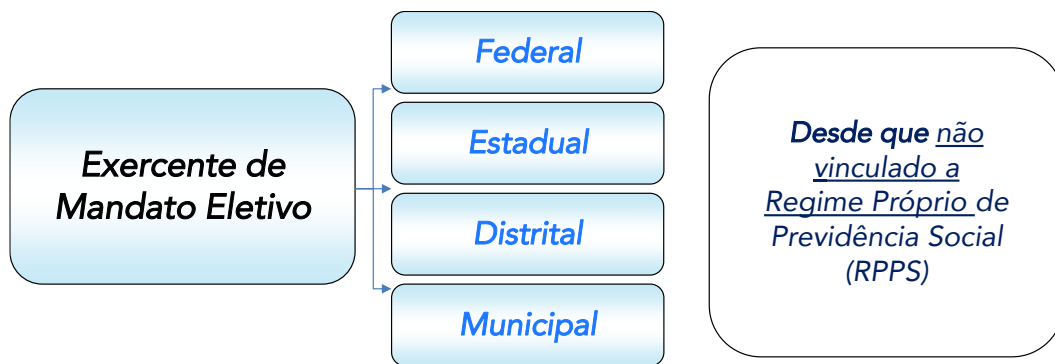 Exercente de
Mandato Eletivo
Federal
Estadual
Distrital
Municipal
Desde que não
vinculado a
Regime Próprio de
Previdência Social
(RPPS)